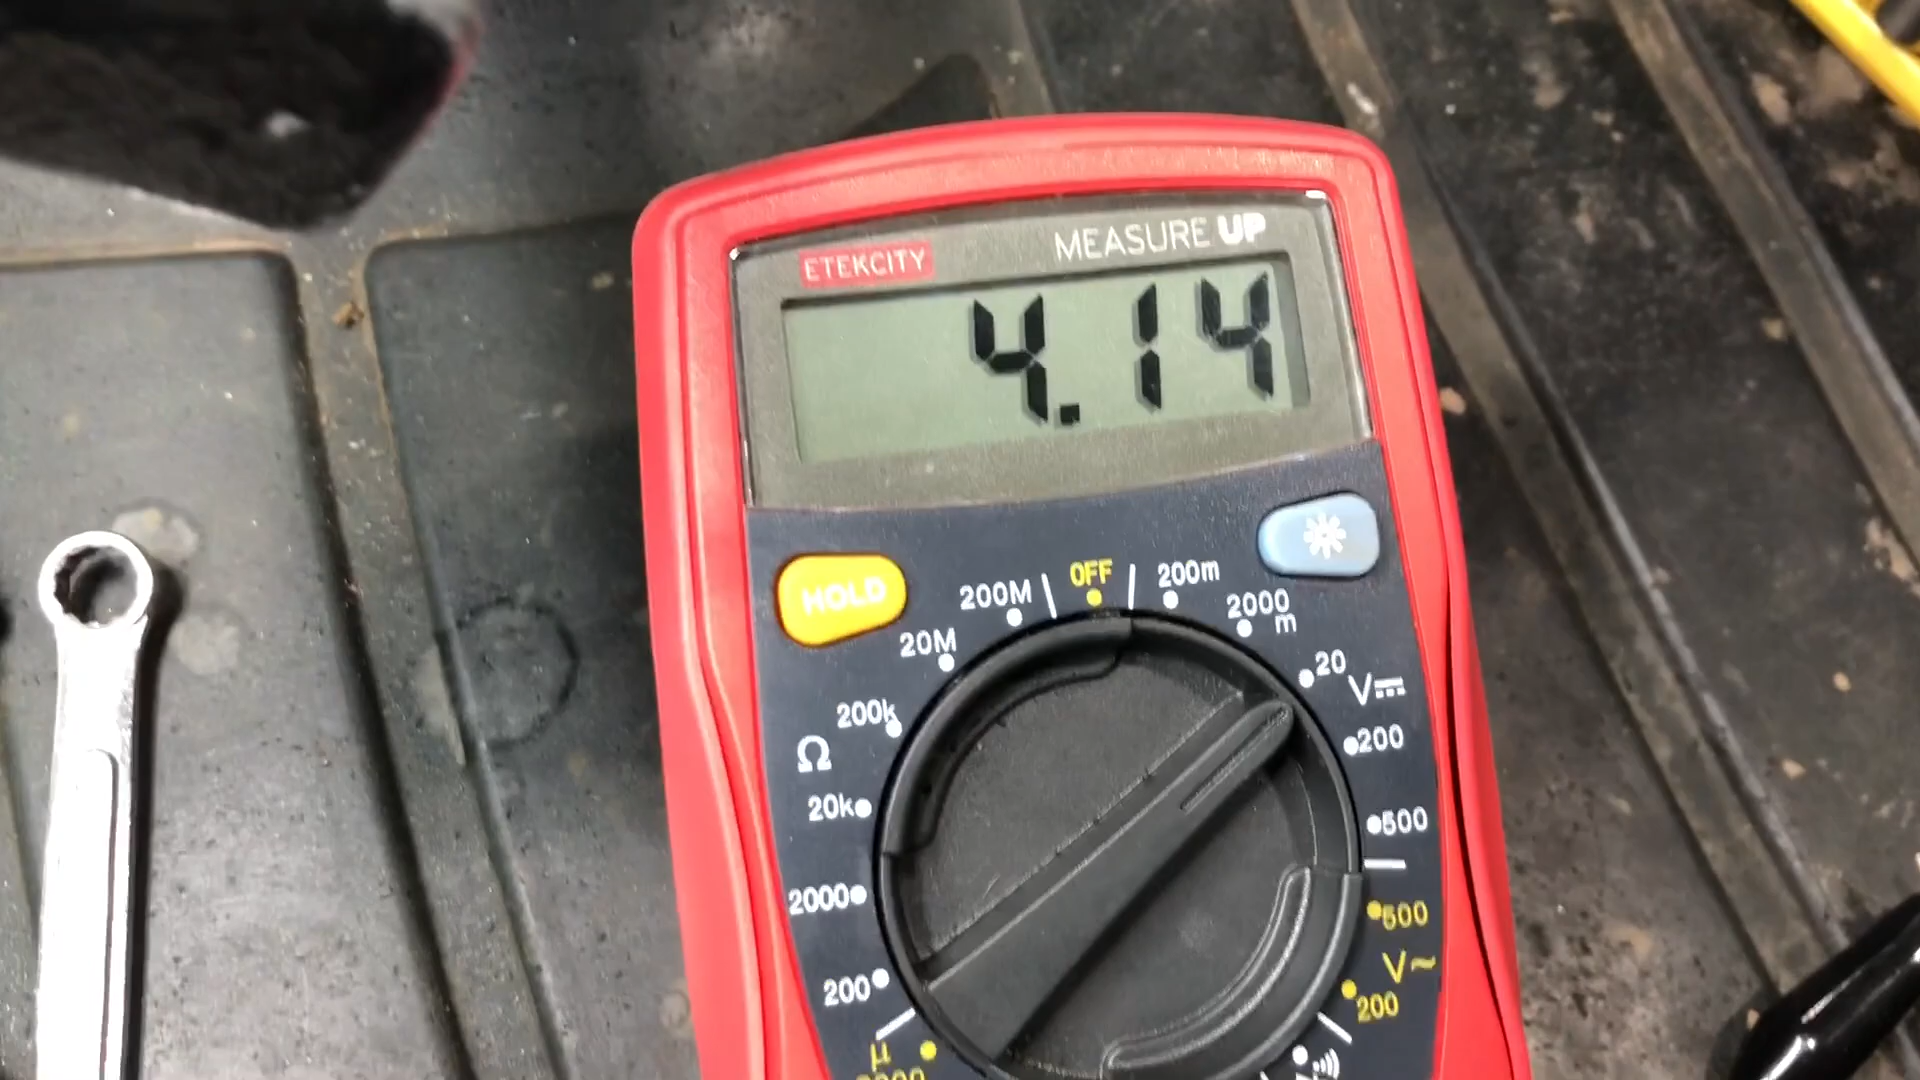 ETEKCITY MEASURE UP
4.14
HOLD
200M
OFF
200m
2000
m
20M
20
V⎓
200k
200
Ω
20k
500
2000
500
V~
200
200
µ